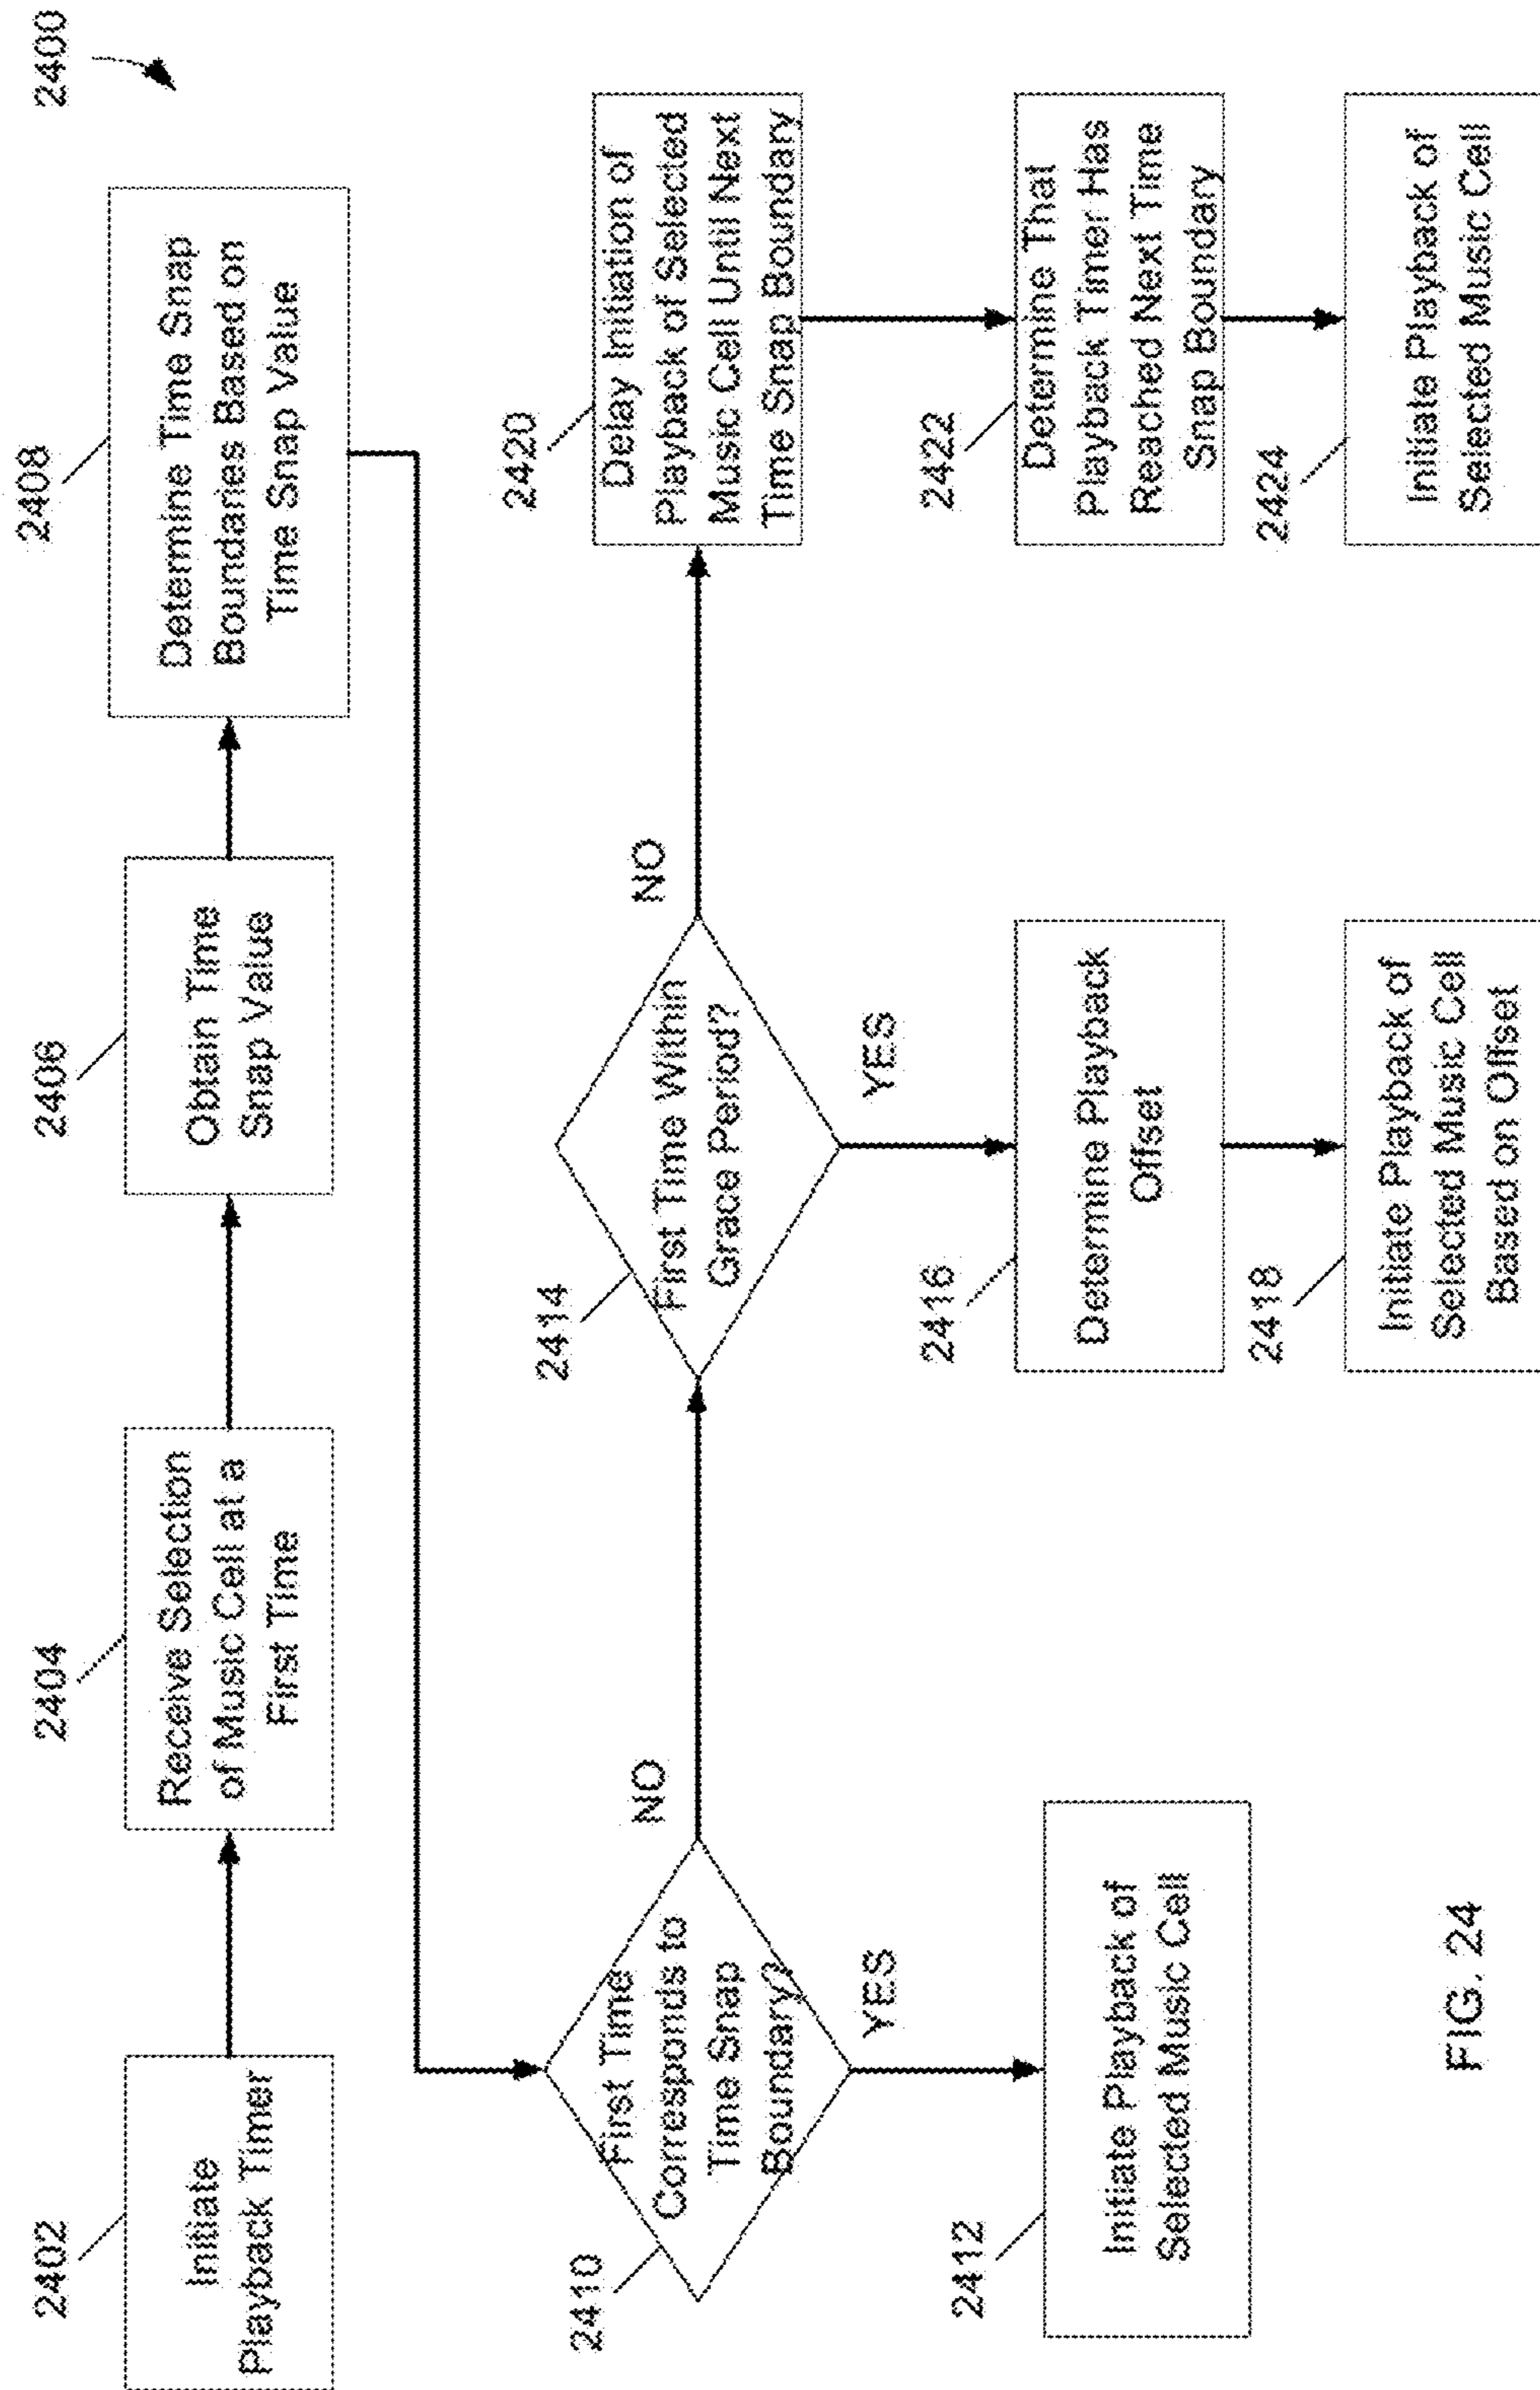 2400
2402
Initiate
Playback Timer
2404
Receive Selection
of Music Cell at a
First Time
2406
Obtain Time
Snap Value
2408
Determine Time Snap
Boundaries Based on
Time Snap Value
2410
First Time
Corresponds to
Time Snap
Boundary?
NO
YES
2412
Initiate Playback of
Selected Music Cell
2414
First Time Within
Grace Period?
NO
YES
2416
Determine Playback
Offset
2418
Initiate Playback of
Selected Music Cell
Based on Offset
2420
Delay Initiation of
Playback of Selected
Music Cell Until Next
Time Snap Boundary
2422
Determine That
Playback Timer Has
Reached Next Time
Snap Boundary
2424
Initiate Playback of
Selected Music Cell
FIG. 24